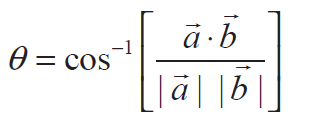 θ = cos⁻¹ [ a⃗ · b⃗ / | a⃗ | | b⃗ | ]